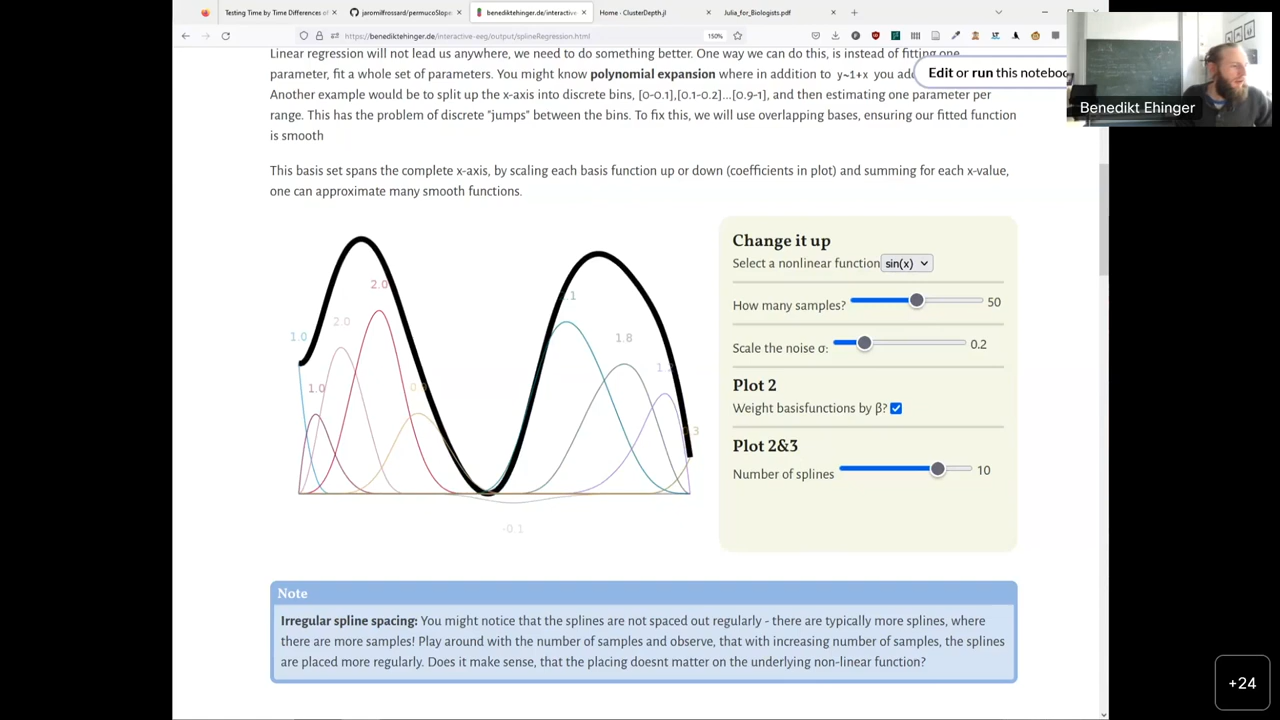 Testing Time by Time Differences of
jaromilfrossard/permucoSlope
benediktehinger.de/interactive-
Home · ClusterDepth.jl
Julia_for_Biologists.pdf
https://benediktehinger.de/interactive-eeg/output/splineRegression.html
150%
Linear regression will not lead us anywhere, we need to do something better. One way we can do this, is instead of fitting one
parameter, fit a whole set of parameters. You might know polynomial expansion where in addition to y~1+x you
Edit or run this notebook
Another example would be to split up the x-axis into discrete bins, [0-0.1],[0.1-0.2]...[0.9-1], and then estimating one parameter per
range. This has the problem of discrete "jumps" between the bins. To fix this, we will use overlapping bases, ensuring our fitted function
is smooth
Benedikt Ehinger
This basis set spans the complete x-axis, by scaling each basis function up or down (coefficients in plot) and summing for each x-value,
one can approximate many smooth functions.
1.0
1.0
2.0
2.0
-0.1
1.8
Change it up
Select a nonlinear function sin(x)
How many samples? 50
Scale the noise σ: 0.2
Plot 2
Weight basisfunctions by β?
Plot 2&3
Number of splines 10
Note
Irregular spline spacing: You might notice that the splines are not spaced out regularly - there are typically more splines, where
there are more samples! Play around with the number of samples and observe, that with increasing number of samples, the splines
are placed more regularly. Does it make sense, that the placing doesnt matter on the underlying non-linear function?
+24